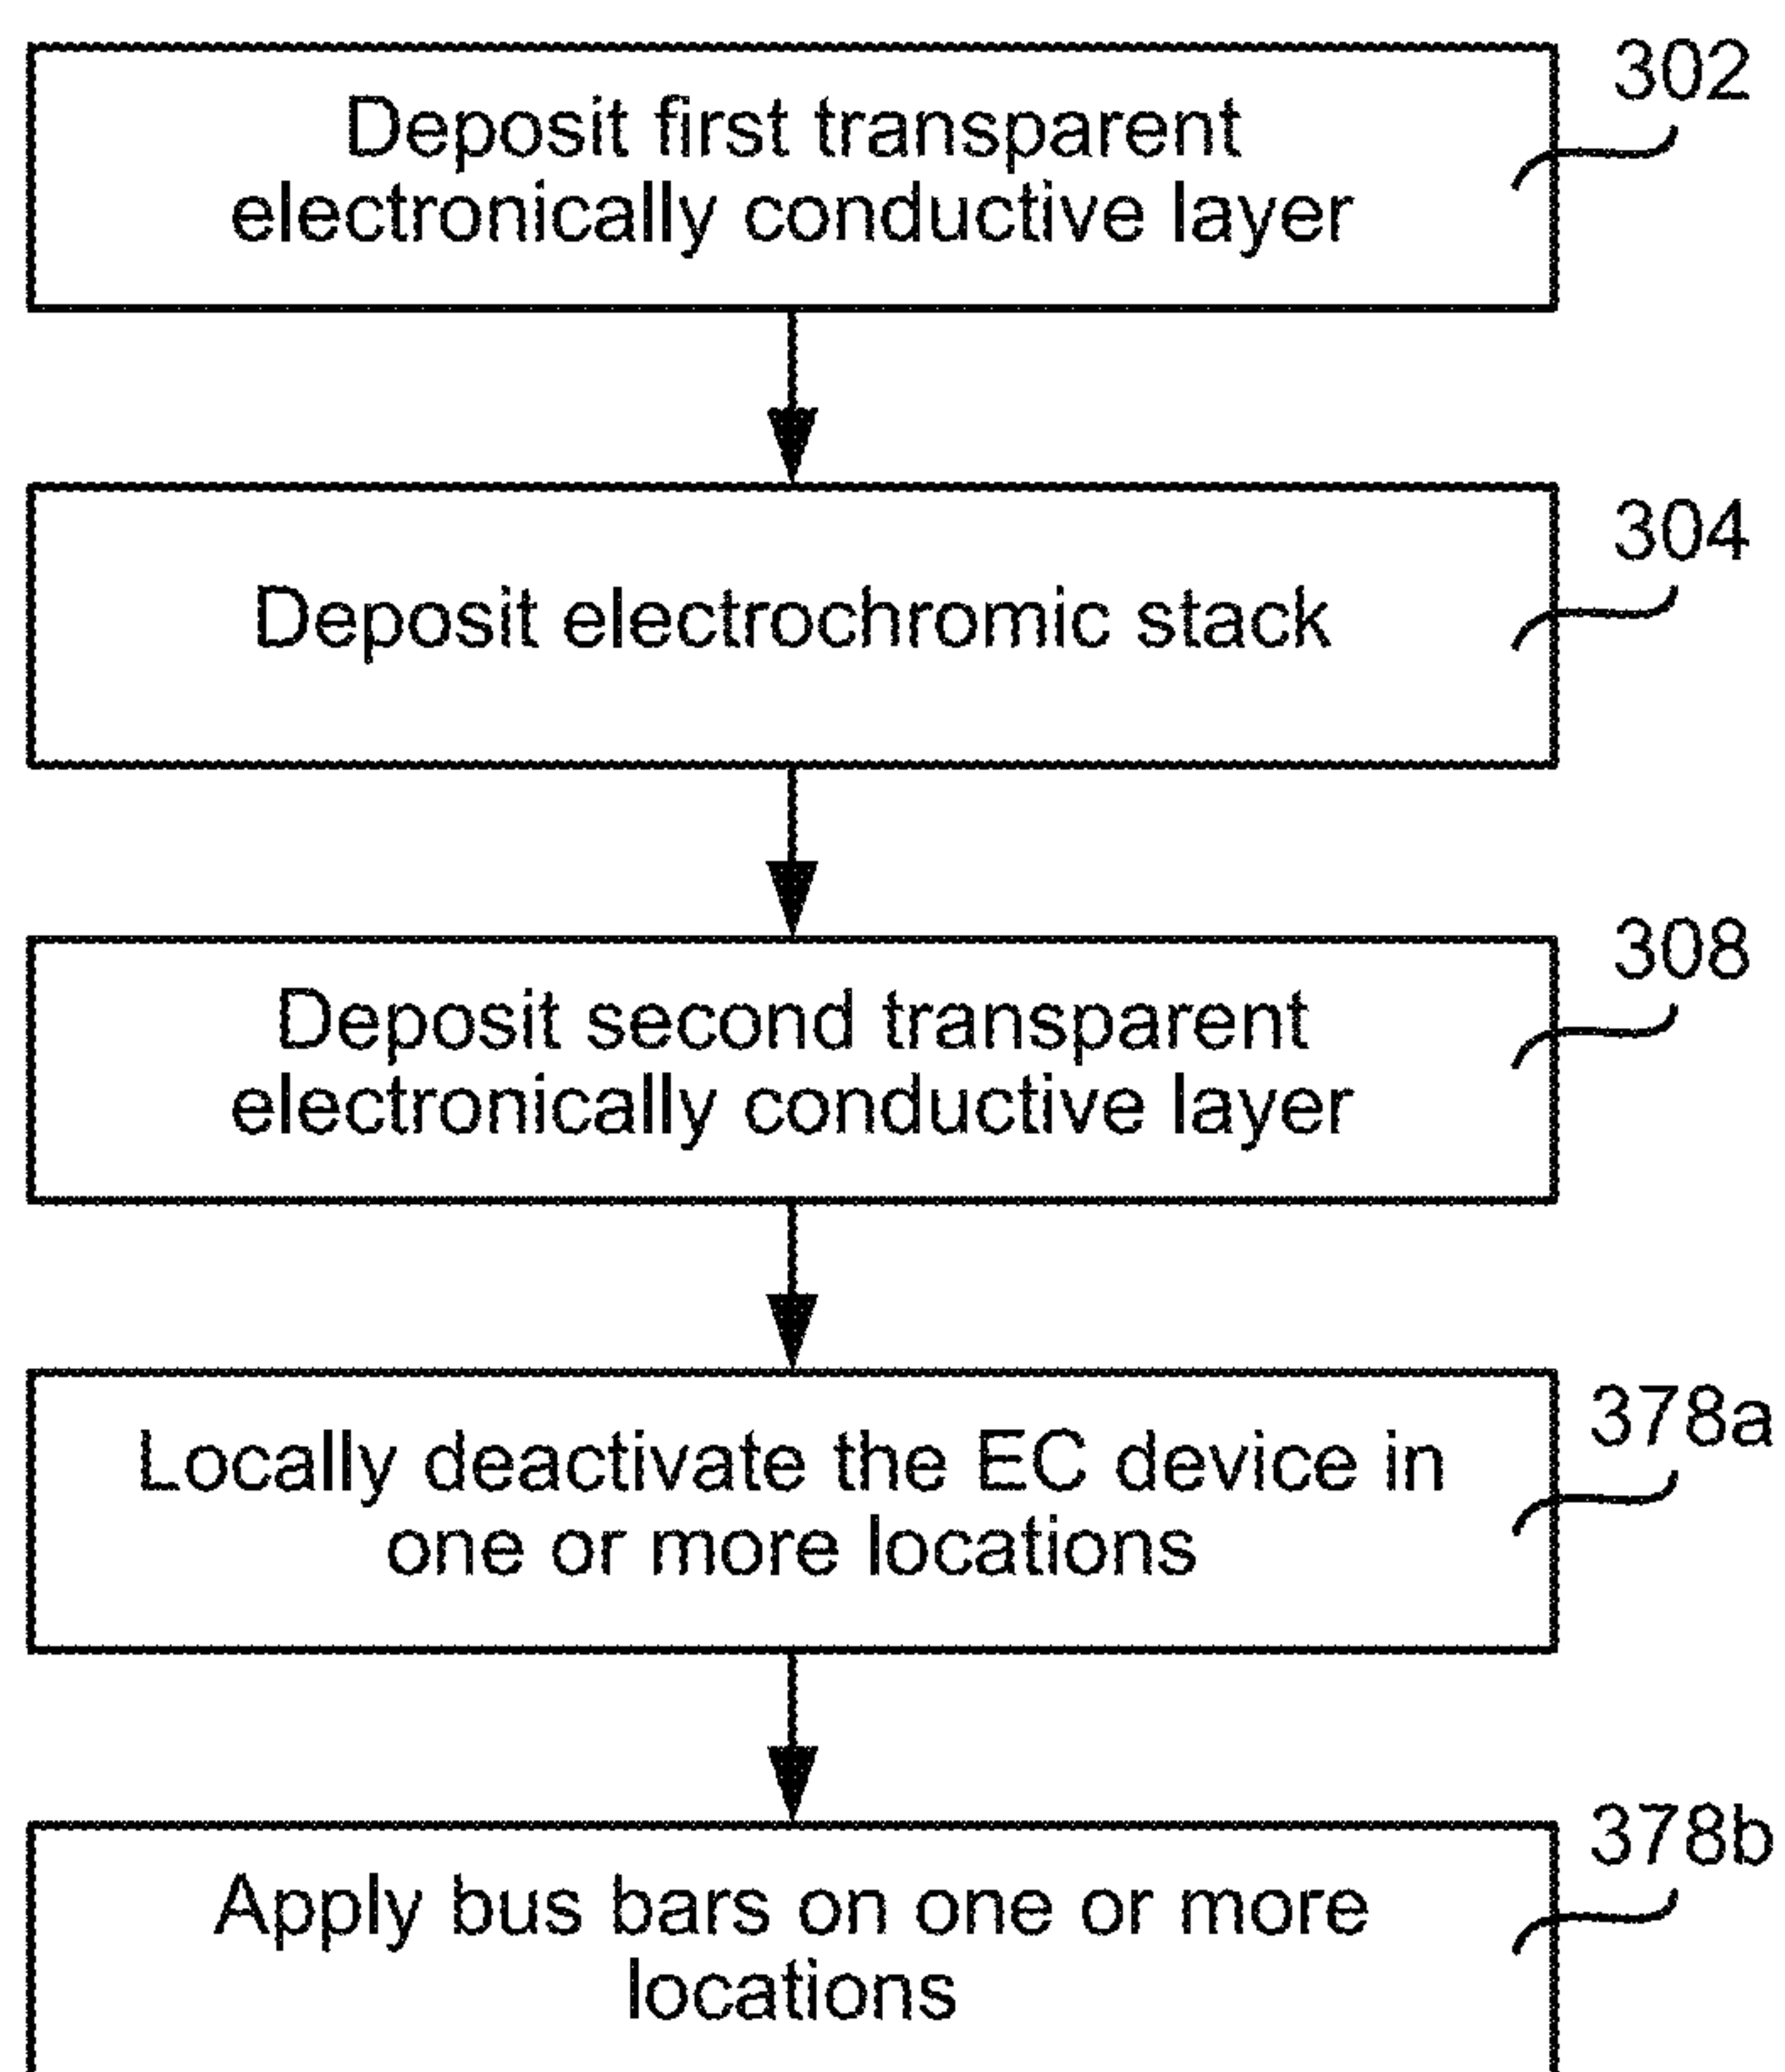 302
Deposit first transparent
electronically conductive layer
304
Deposit electrochromic stack
308
Deposit second transparent
electronically conductive layer
378a
Locally deactivate the EC device in
one or more locations
378b
Apply bus bars on one or more
locations